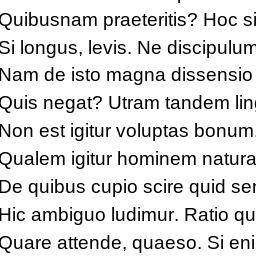 Quibusnam praeteritis? Hoc si
Si longus, levis. Ne discipulum
Nam de isto magna dissensio
Quis negat? Utram tandem lin
Non est igitur voluptas bonum.
Qualem igitur hominem natura
De quibus cupio scire quid se
Hic ambiguo ludimur. Ratio qu
Quare attende, quaeso. Si eni